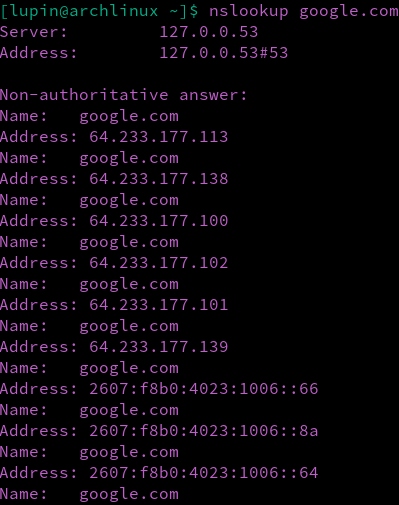 [lupin@archlinux ~]$ nslookup google.com
Server:         127.0.0.53
Address:        127.0.0.53#53

Non-authoritative answer:
Name:   google.com
Address: 64.233.177.113
Name:   google.com
Address: 64.233.177.138
Name:   google.com
Address: 64.233.177.100
Name:   google.com
Address: 64.233.177.102
Name:   google.com
Address: 64.233.177.101
Name:   google.com
Address: 64.233.177.139
Name:   google.com
Address: 2607:f8b0:4023:1006::66
Name:   google.com
Address: 2607:f8b0:4023:1006::8a
Name:   google.com
Address: 2607:f8b0:4023:1006::64
Name:   google.com